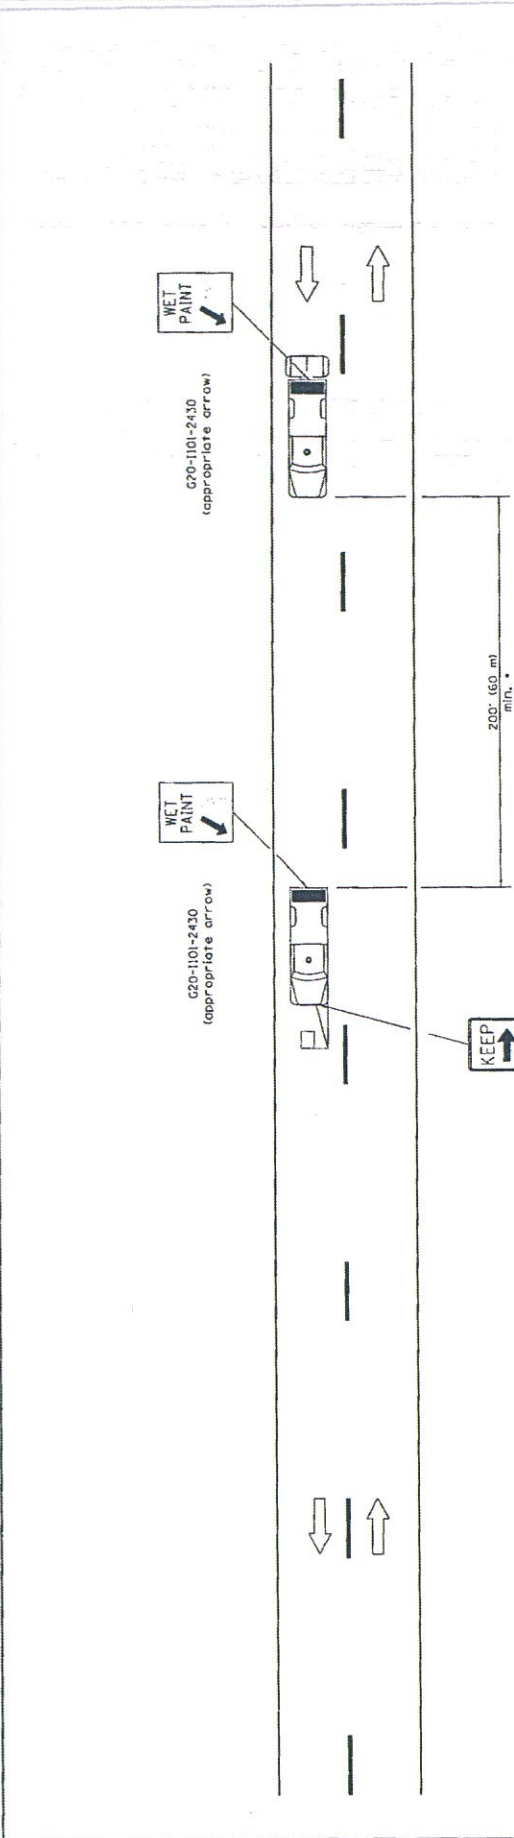 WET
PAINT
G20-1101-2430
(appropriate arrow)
WET
PAINT
G20-1101-2430
(appropriate arrow)
200' (60 m)
min. *
KEEP